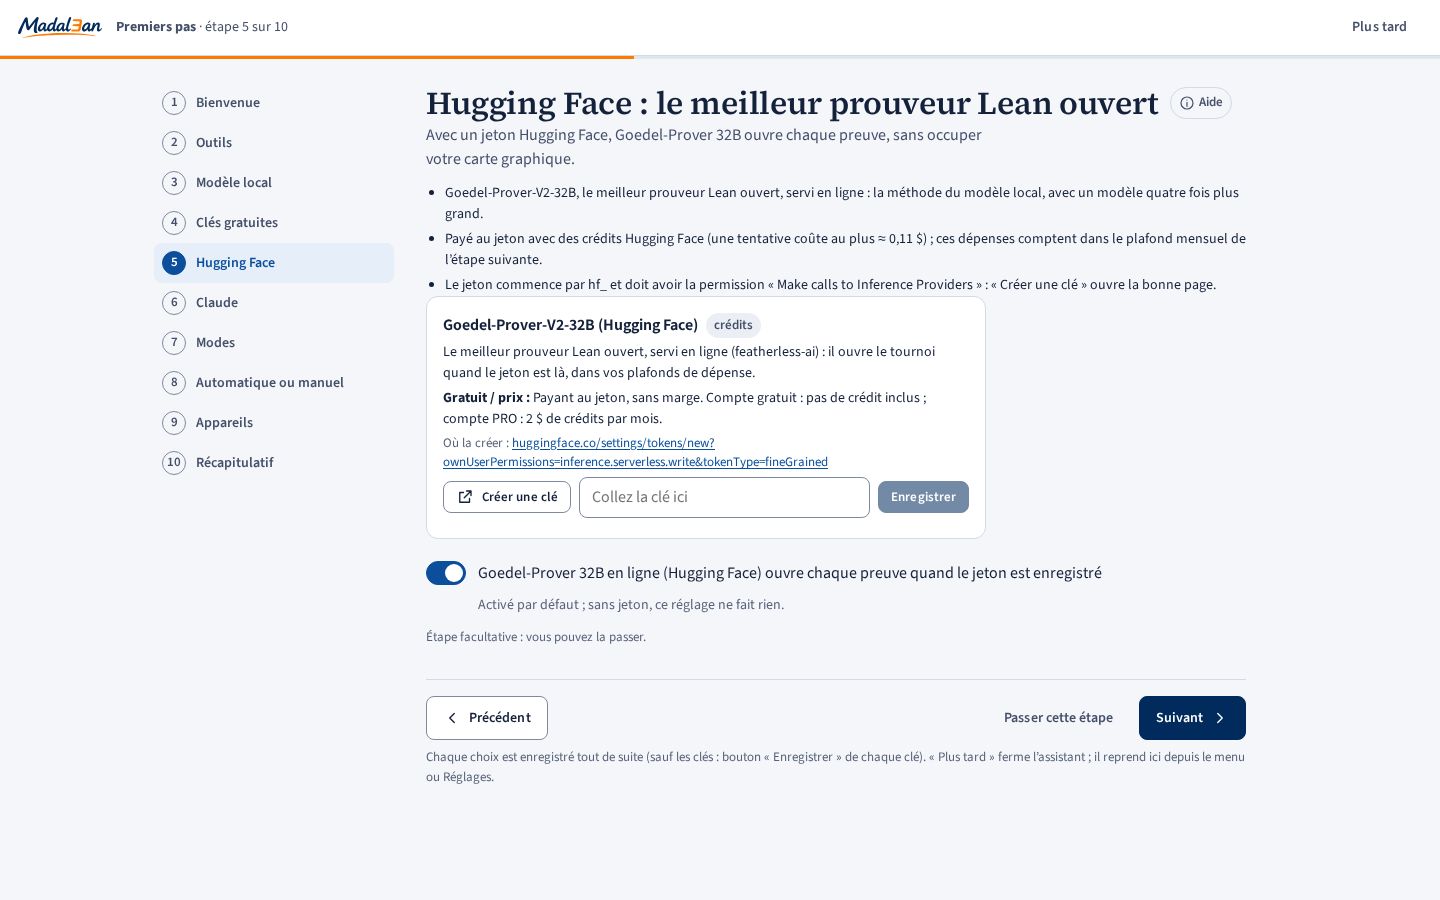 MadalƎan Premiers pas · étape 5 sur 10
Plus tard
1 Bienvenue
2 Outils
3 Modèle local
4 Clés gratuites
5 Hugging Face
6 Claude
7 Modes
8 Automatique ou manuel
9 Appareils
10 Récapitulatif
Hugging Face : le meilleur prouveur Lean ouvert
Aide
Avec un jeton Hugging Face, Goedel-Prover 32B ouvre chaque preuve, sans occuper
votre carte graphique.
• Goedel-Prover-V2-32B, le meilleur prouveur Lean ouvert, servi en ligne : la méthode du modèle local, avec un modèle quatre fois plus
grand.
• Payé au jeton avec des crédits Hugging Face (une tentative coûte au plus ≈ 0,11 $) ; ces dépenses comptent dans le plafond mensuel de
l’étape suivante.
• Le jeton commence par hf_ et doit avoir la permission « Make calls to Inference Providers » : « Créer une clé » ouvre la bonne page.
Goedel-Prover-V2-32B (Hugging Face) crédits
Le meilleur prouveur Lean ouvert, servi en ligne (featherless-ai) : il ouvre le tournoi
quand le jeton est là, dans vos plafonds de dépense.
Gratuit / prix : Payant au jeton, sans marge. Compte gratuit : pas de crédit inclus ;
compte PRO : 2 $ de crédits par mois.
Où la créer : huggingface.co/settings/tokens/new?
ownUserPermissions=inference.serverless.write&tokenType=fineGrained
Créer une clé
Collez la clé ici
Enregistrer
Goedel-Prover 32B en ligne (Hugging Face) ouvre chaque preuve quand le jeton est enregistré
Activé par défaut ; sans jeton, ce réglage ne fait rien.
Étape facultative : vous pouvez la passer.
Précédent
Passer cette étape
Suivant
Chaque choix est enregistré tout de suite (sauf les clés : bouton « Enregistrer » de chaque clé). « Plus tard » ferme l’assistant ; il reprend ici depuis le menu
ou Réglages.